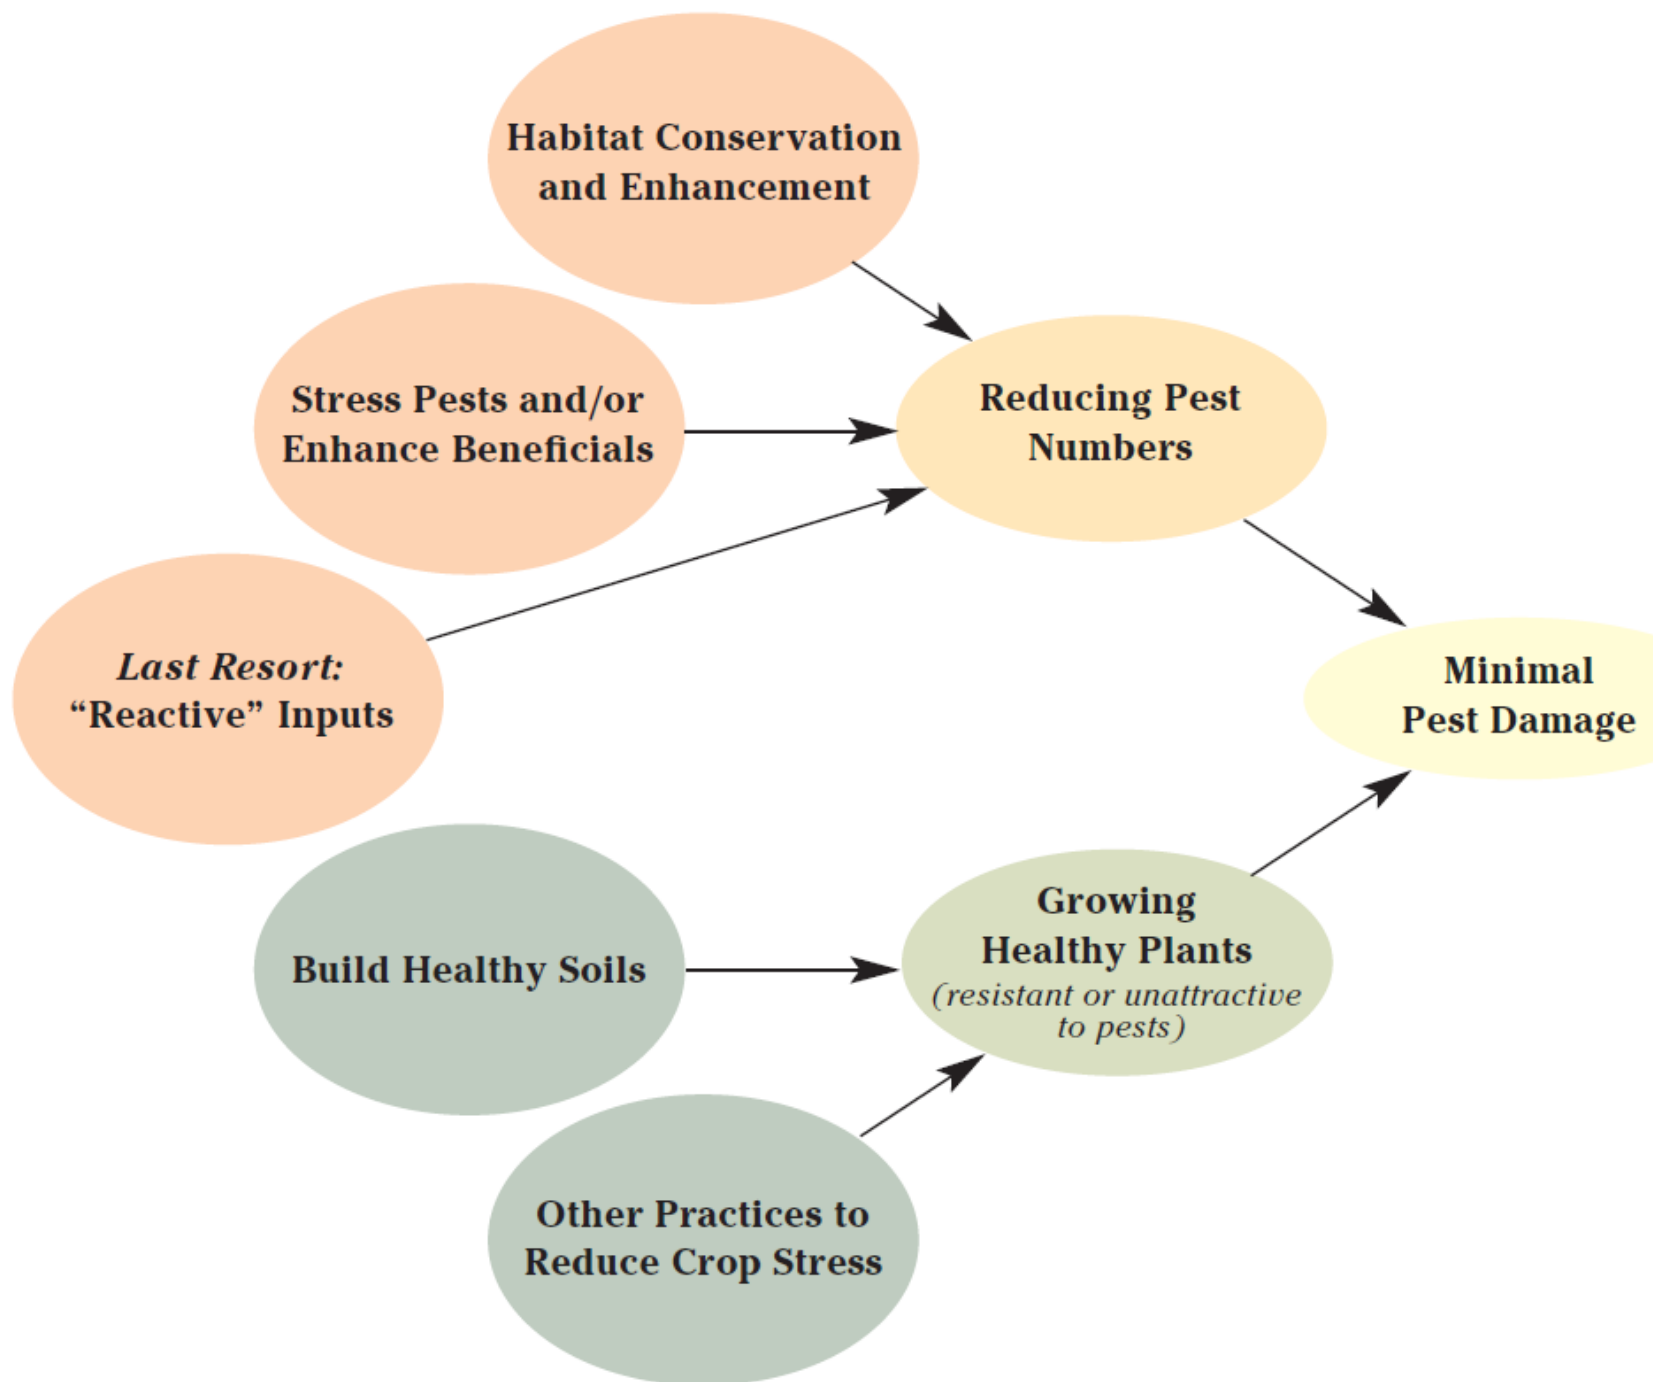 Habitat Conservation
and Enhancement
Stress Pests and/or
Enhance Beneficials
Reducing Pest
Numbers
Last Resort:
“Reactive” Inputs
Minimal
Pest Damage
Build Healthy Soils
Growing
Healthy Plants
(resistant or unattractive
to pests)
Other Practices to
Reduce Crop Stress